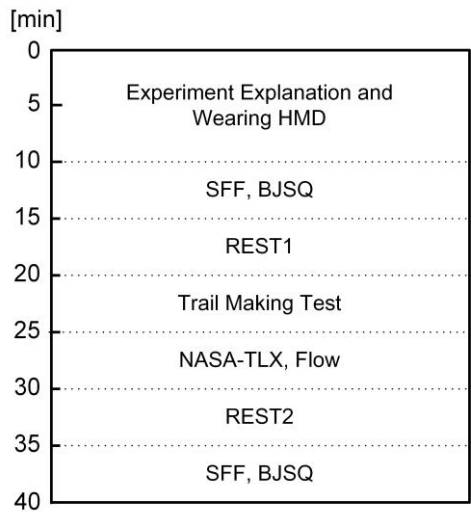 [min]
0
5
Experiment Explanation and
Wearing HMD
10
SFF, BJSQ
15
REST1
20
Trail Making Test
25
NASA-TLX, Flow
30
REST2
35
SFF, BJSQ
40